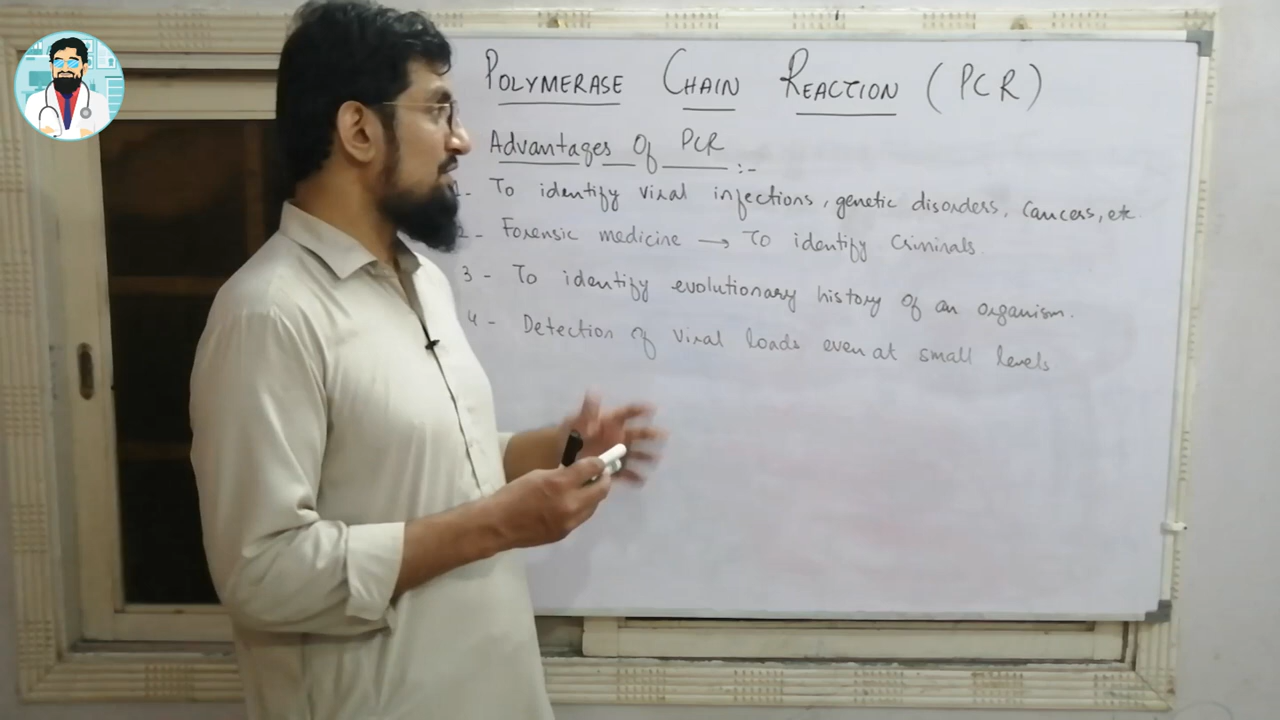 POLYMERASE CHAIN REACTION (PCR)
Advantages Of PCR :-
1- To identify viral infections, genetic disorders, Cancers, etc.
2- Forensic medicine → To identify Criminals.
3 - To identify evolutionary history of an organism.
4 - Detection of viral loads even at small levels